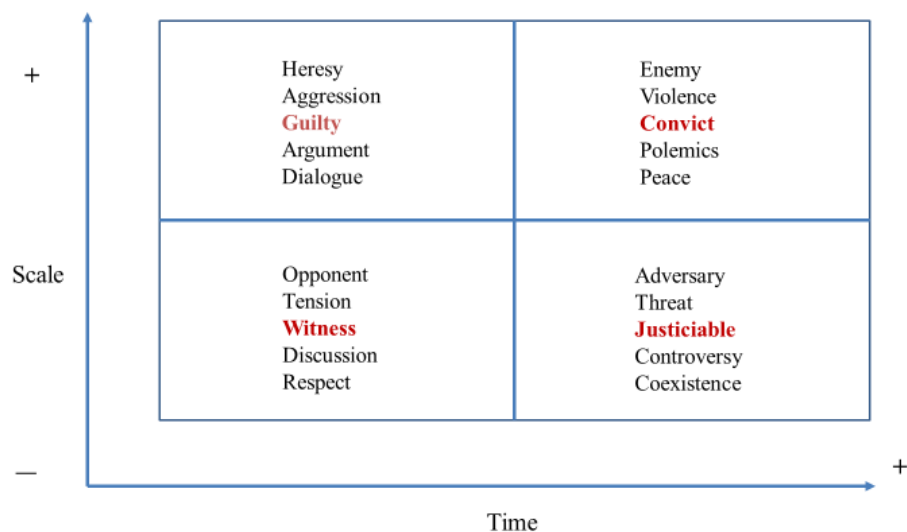 +
Heresy
Aggression
Guilty
Argument
Dialogue
Enemy
Violence
Convict
Polemics
Peace
Scale
Opponent
Tension
Witness
Discussion
Respect
Adversary
Threat
Justiciable
Controversy
Coexistence
—
+
Time